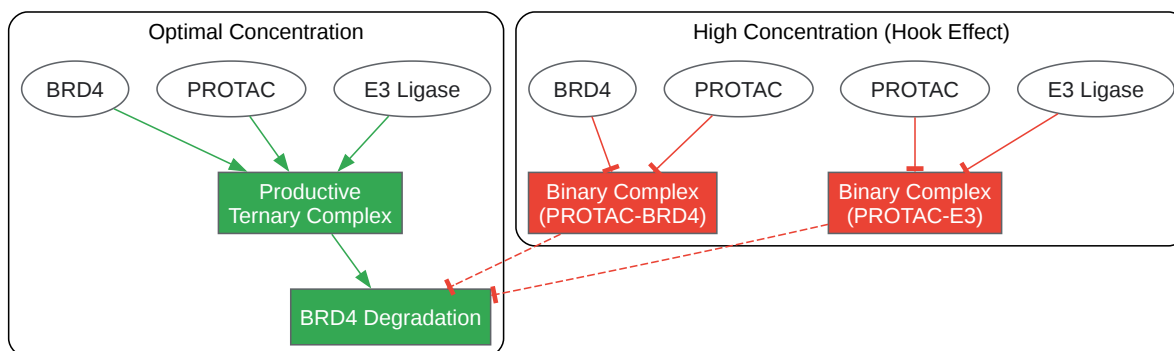 Optimal Concentration
BRD4
PROTAC
E3 Ligase
Productive
Ternary Complex
BRD4 Degradation
High Concentration (Hook Effect)
BRD4
PROTAC
PROTAC
E3 Ligase
Binary Complex
(PROTAC-BRD4)
Binary Complex
(PROTAC-E3)